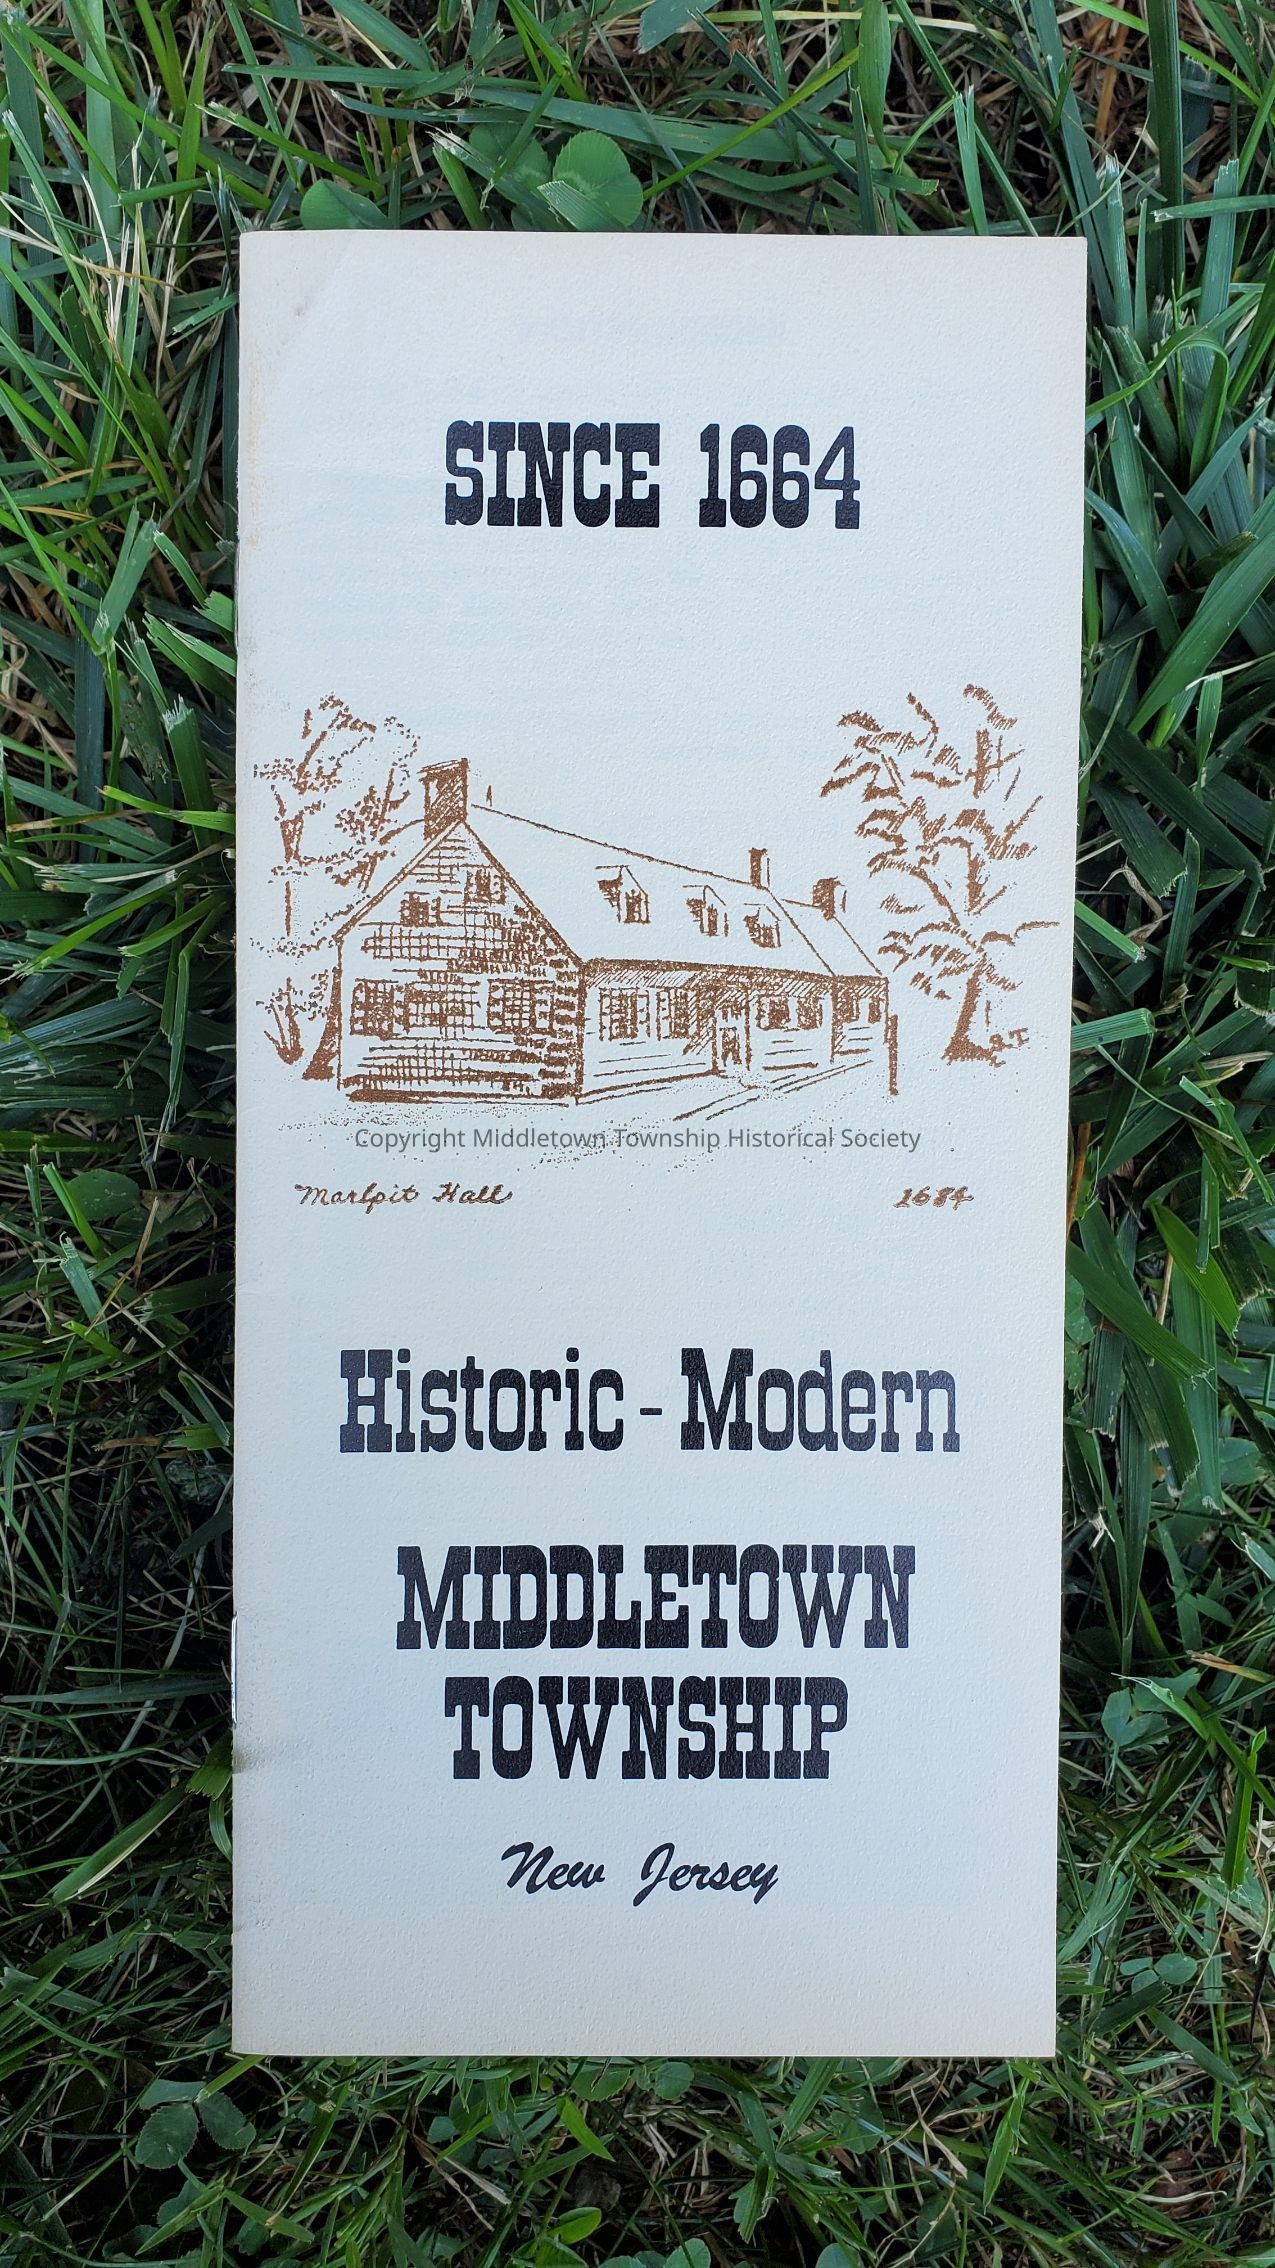 SINCE 1664
Copyright Middletown Township Historical Society
Marlpit Hall 1684
Historic - Modern
MIDDLETOWN
TOWNSHIP
New Jersey